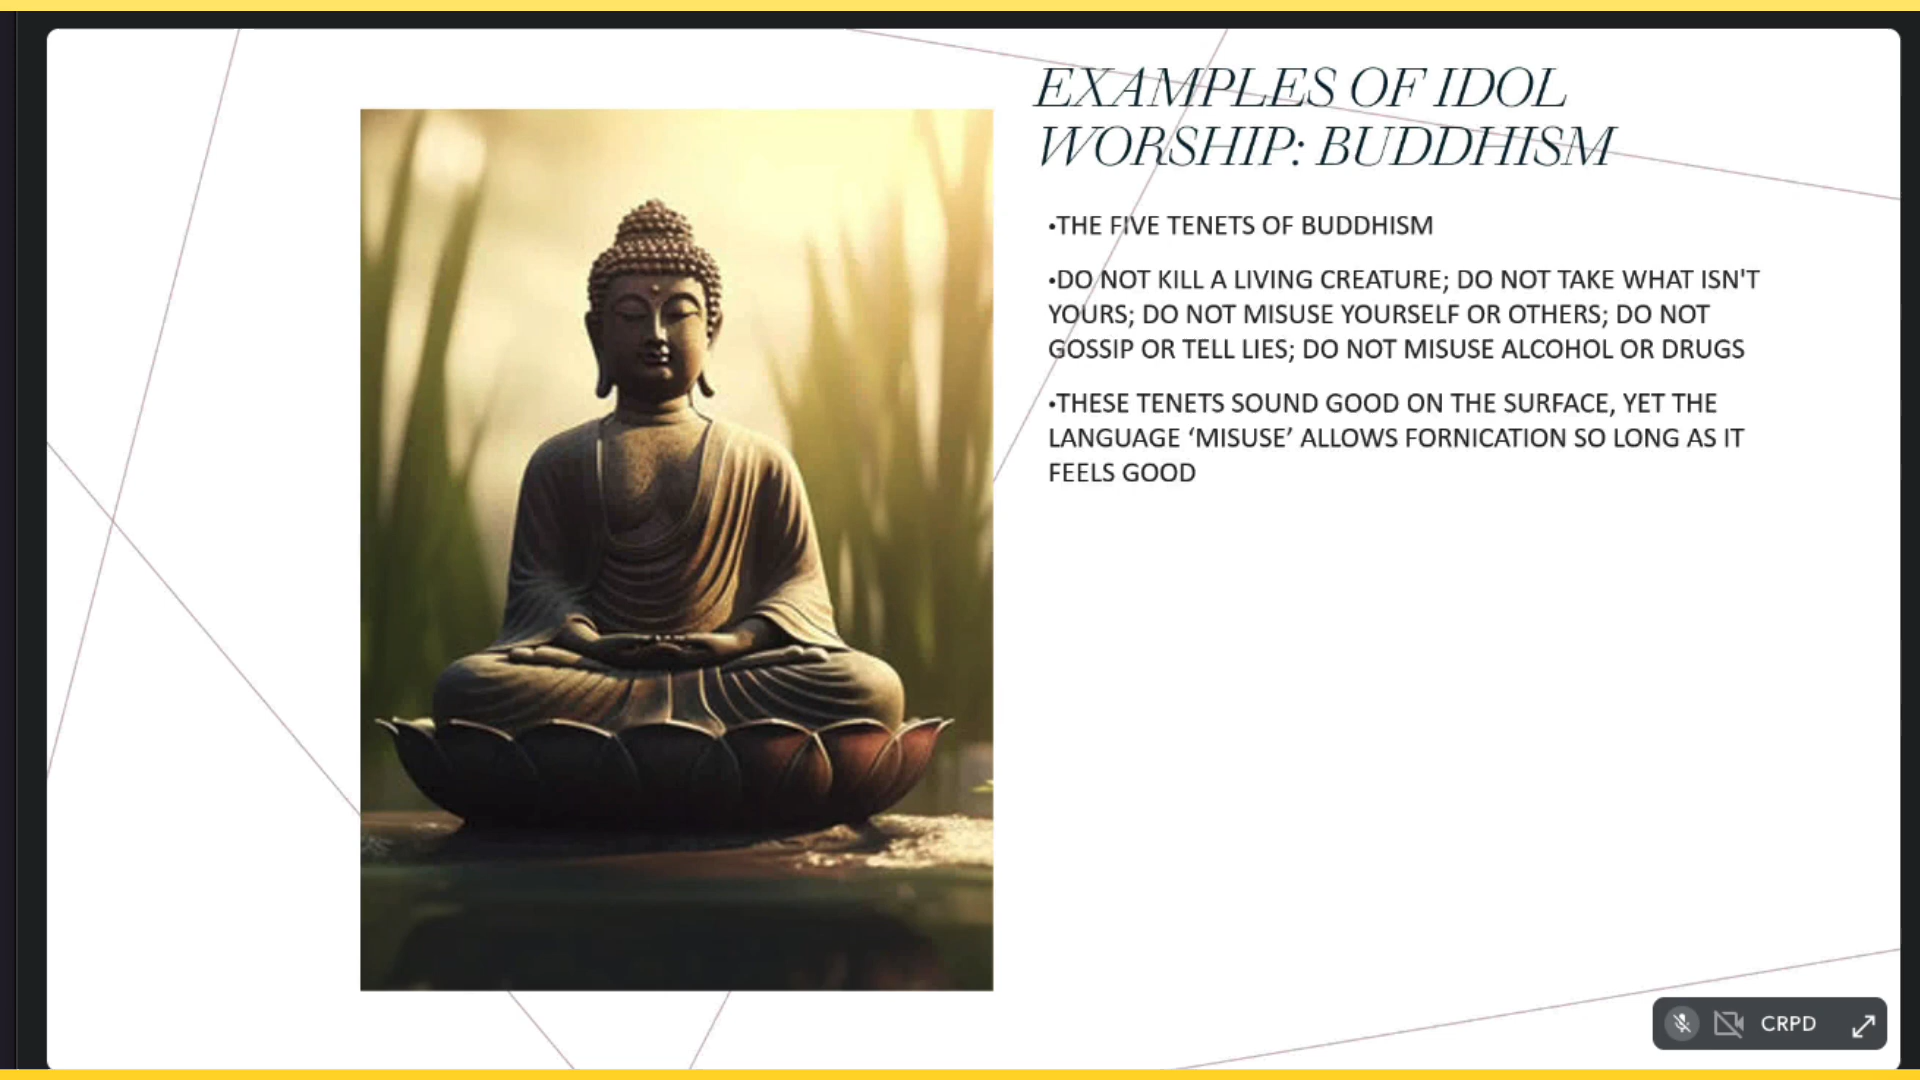 EXAMPLES OF IDOL
WORSHIP: BUDDHISM
•THE FIVE TENETS OF BUDDHISM
•DO NOT KILL A LIVING CREATURE; DO NOT TAKE WHAT ISN'T
YOURS; DO NOT MISUSE YOURSELF OR OTHERS; DO NOT
GOSSIP OR TELL LIES; DO NOT MISUSE ALCOHOL OR DRUGS
•THESE TENETS SOUND GOOD ON THE SURFACE, YET THE
LANGUAGE ‘MISUSE’ ALLOWS FORNICATION SO LONG AS IT
FEELS GOOD
CRPD